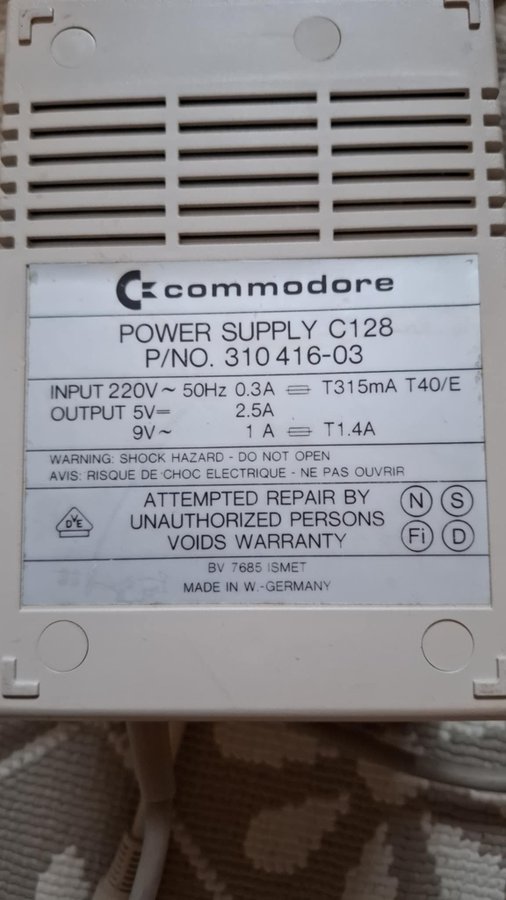 commodore
POWER SUPPLY C128
P/NO. 310 416-03
INPUT 220V~ 50Hz 0.3A T315mA T40/E
OUTPUT 5V⎓ 2.5A
9V~ 1 A T1.4A
WARNING: SHOCK HAZARD - DO NOT OPEN
AVIS: RISQUE DE CHOC ELECTRIQUE - NE PAS OUVRIR
ATTEMPTED REPAIR BY
UNAUTHORIZED PERSONS
VOIDS WARRANTY
DVE
N S
Fi D
BV 7685 ISMET
MADE IN W.-GERMANY